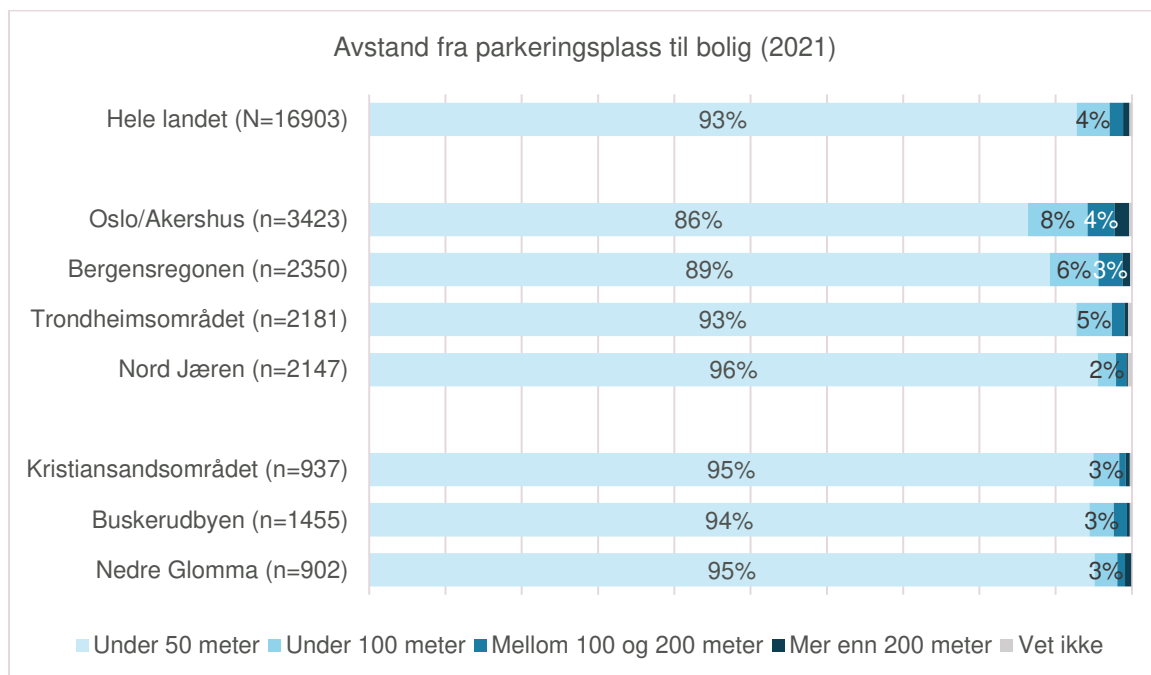 Avstand fra parkeringsplass til bolig (2021)
Hele landet (N=16903) 93% 4%
Oslo/Akershus (n=3423) 86% 8% 4%
Bergensregonen (n=2350) 89% 6% 3%
Trondheimsområdet (n=2181) 93% 5%
Nord Jæren (n=2147) 96% 2%
Kristiansandsområdet (n=937) 95% 3%
Buskerudbyen (n=1455) 94% 3%
Nedre Glomma (n=902) 95% 3%
Under 50 meter Under 100 meter Mellom 100 og 200 meter Mer enn 200 meter Vet ikke